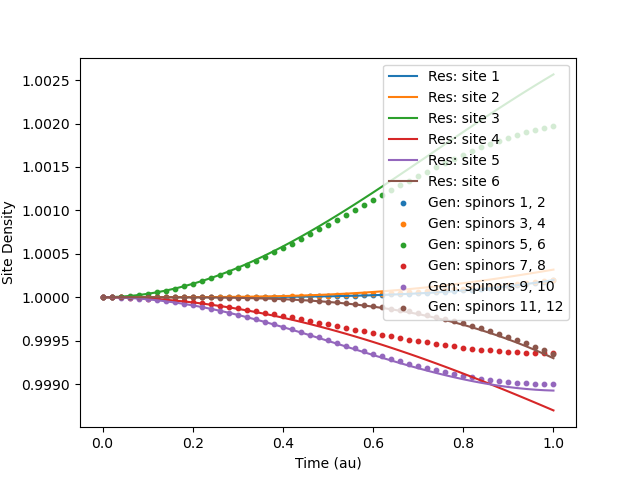 1.0025
1.0020
1.0015
1.0010
1.0005
1.0000
0.9995
0.9990
Site Density
0.0
0.2
0.4
0.6
0.8
1.0
Time (au)
Res: site 1
Res: site 2
Res: site 3
Res: site 4
Res: site 5
Res: site 6
Gen: spinors 1, 2
Gen: spinors 3, 4
Gen: spinors 5, 6
Gen: spinors 7, 8
Gen: spinors 9, 10
Gen: spinors 11, 12